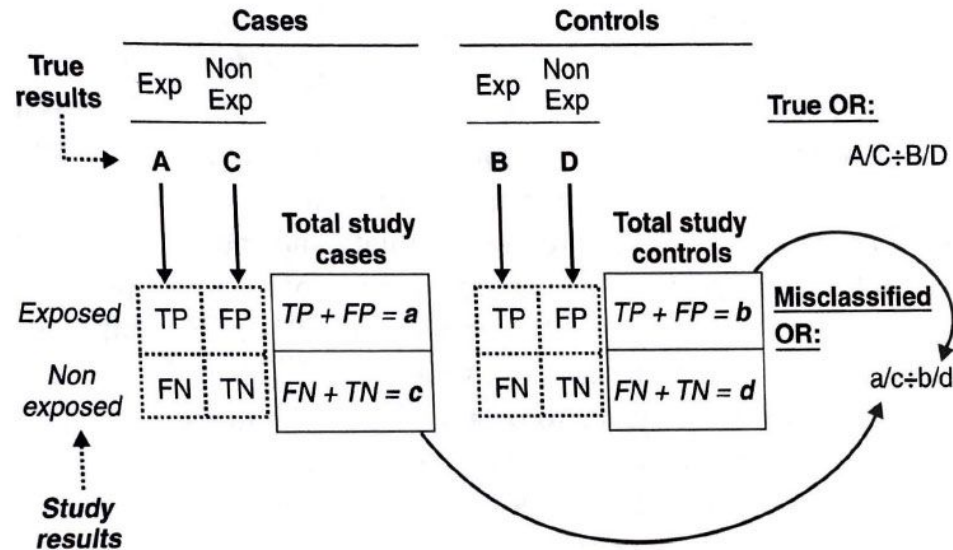 Cases
Controls
True
results
Exp
Non
Exp
Exp
Non
Exp
True OR:
A
C
B
D
A/C÷B/D
Total study
cases
Total study
controls
Exposed
TP
FP
TP + FP = a
TP
FP
TP + FP = b
Misclassified
OR:
Non
exposed
FN
TN
FN + TN = c
FN
TN
FN + TN = d
a/c÷b/d
Study
results